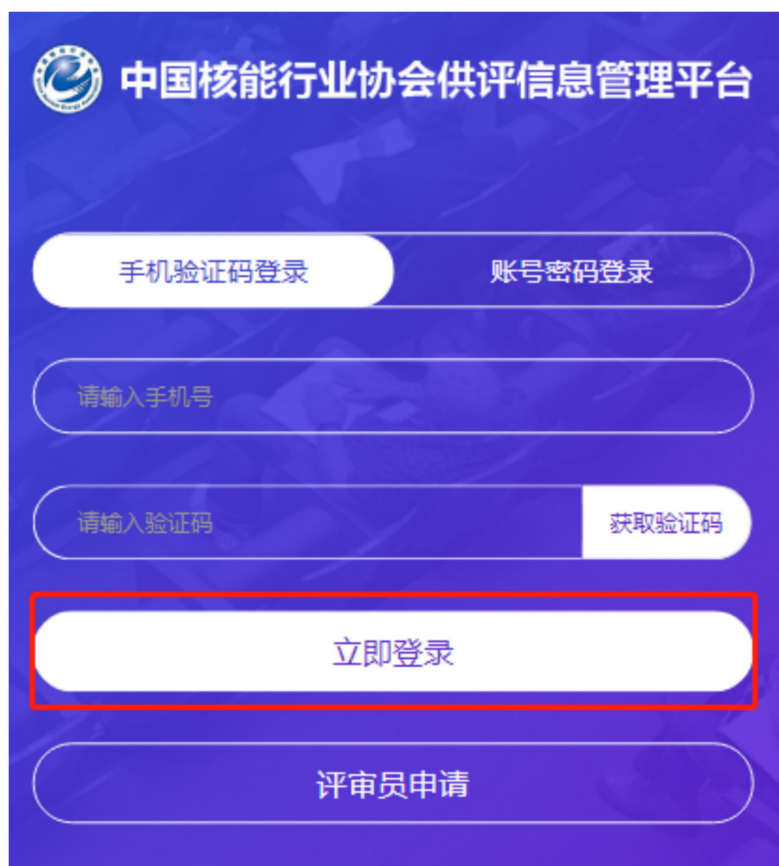 中国核能行业协会供评信息管理平台
手机验证码登录 账号密码登录
请输入手机号
请输入验证码 获取验证码
立即登录
评审员申请